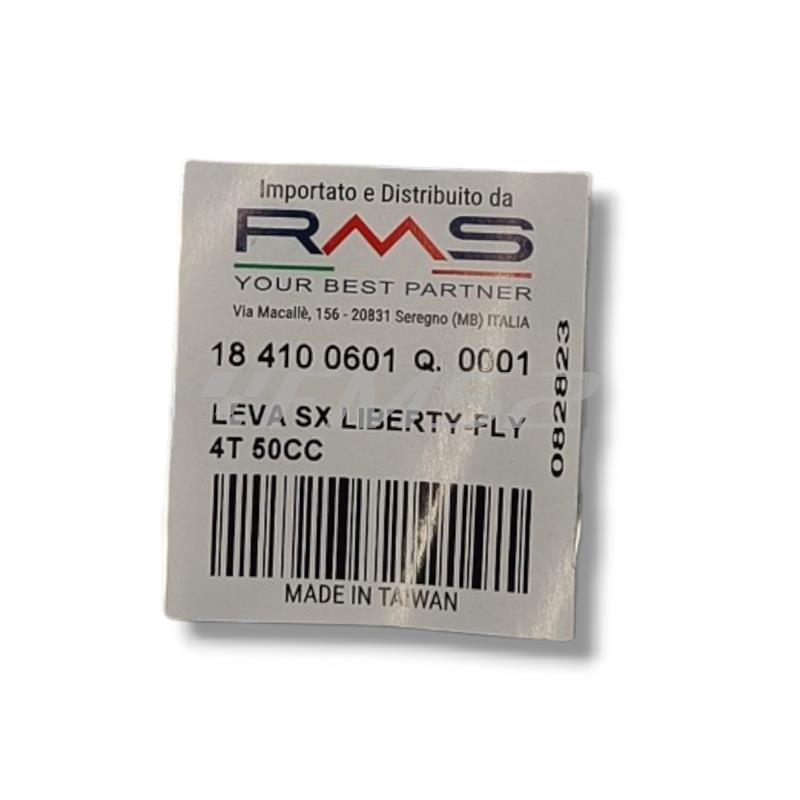 Importato e Distribuito da
RMS
YOUR BEST PARTNER
Via Macallè, 156 - 20831 Seregno (MB) ITALIA
18 410 0601 Q. 0001
LEVA SX LIBERTY-FLY
4T 50CC
MADE IN TAIWAN
082823